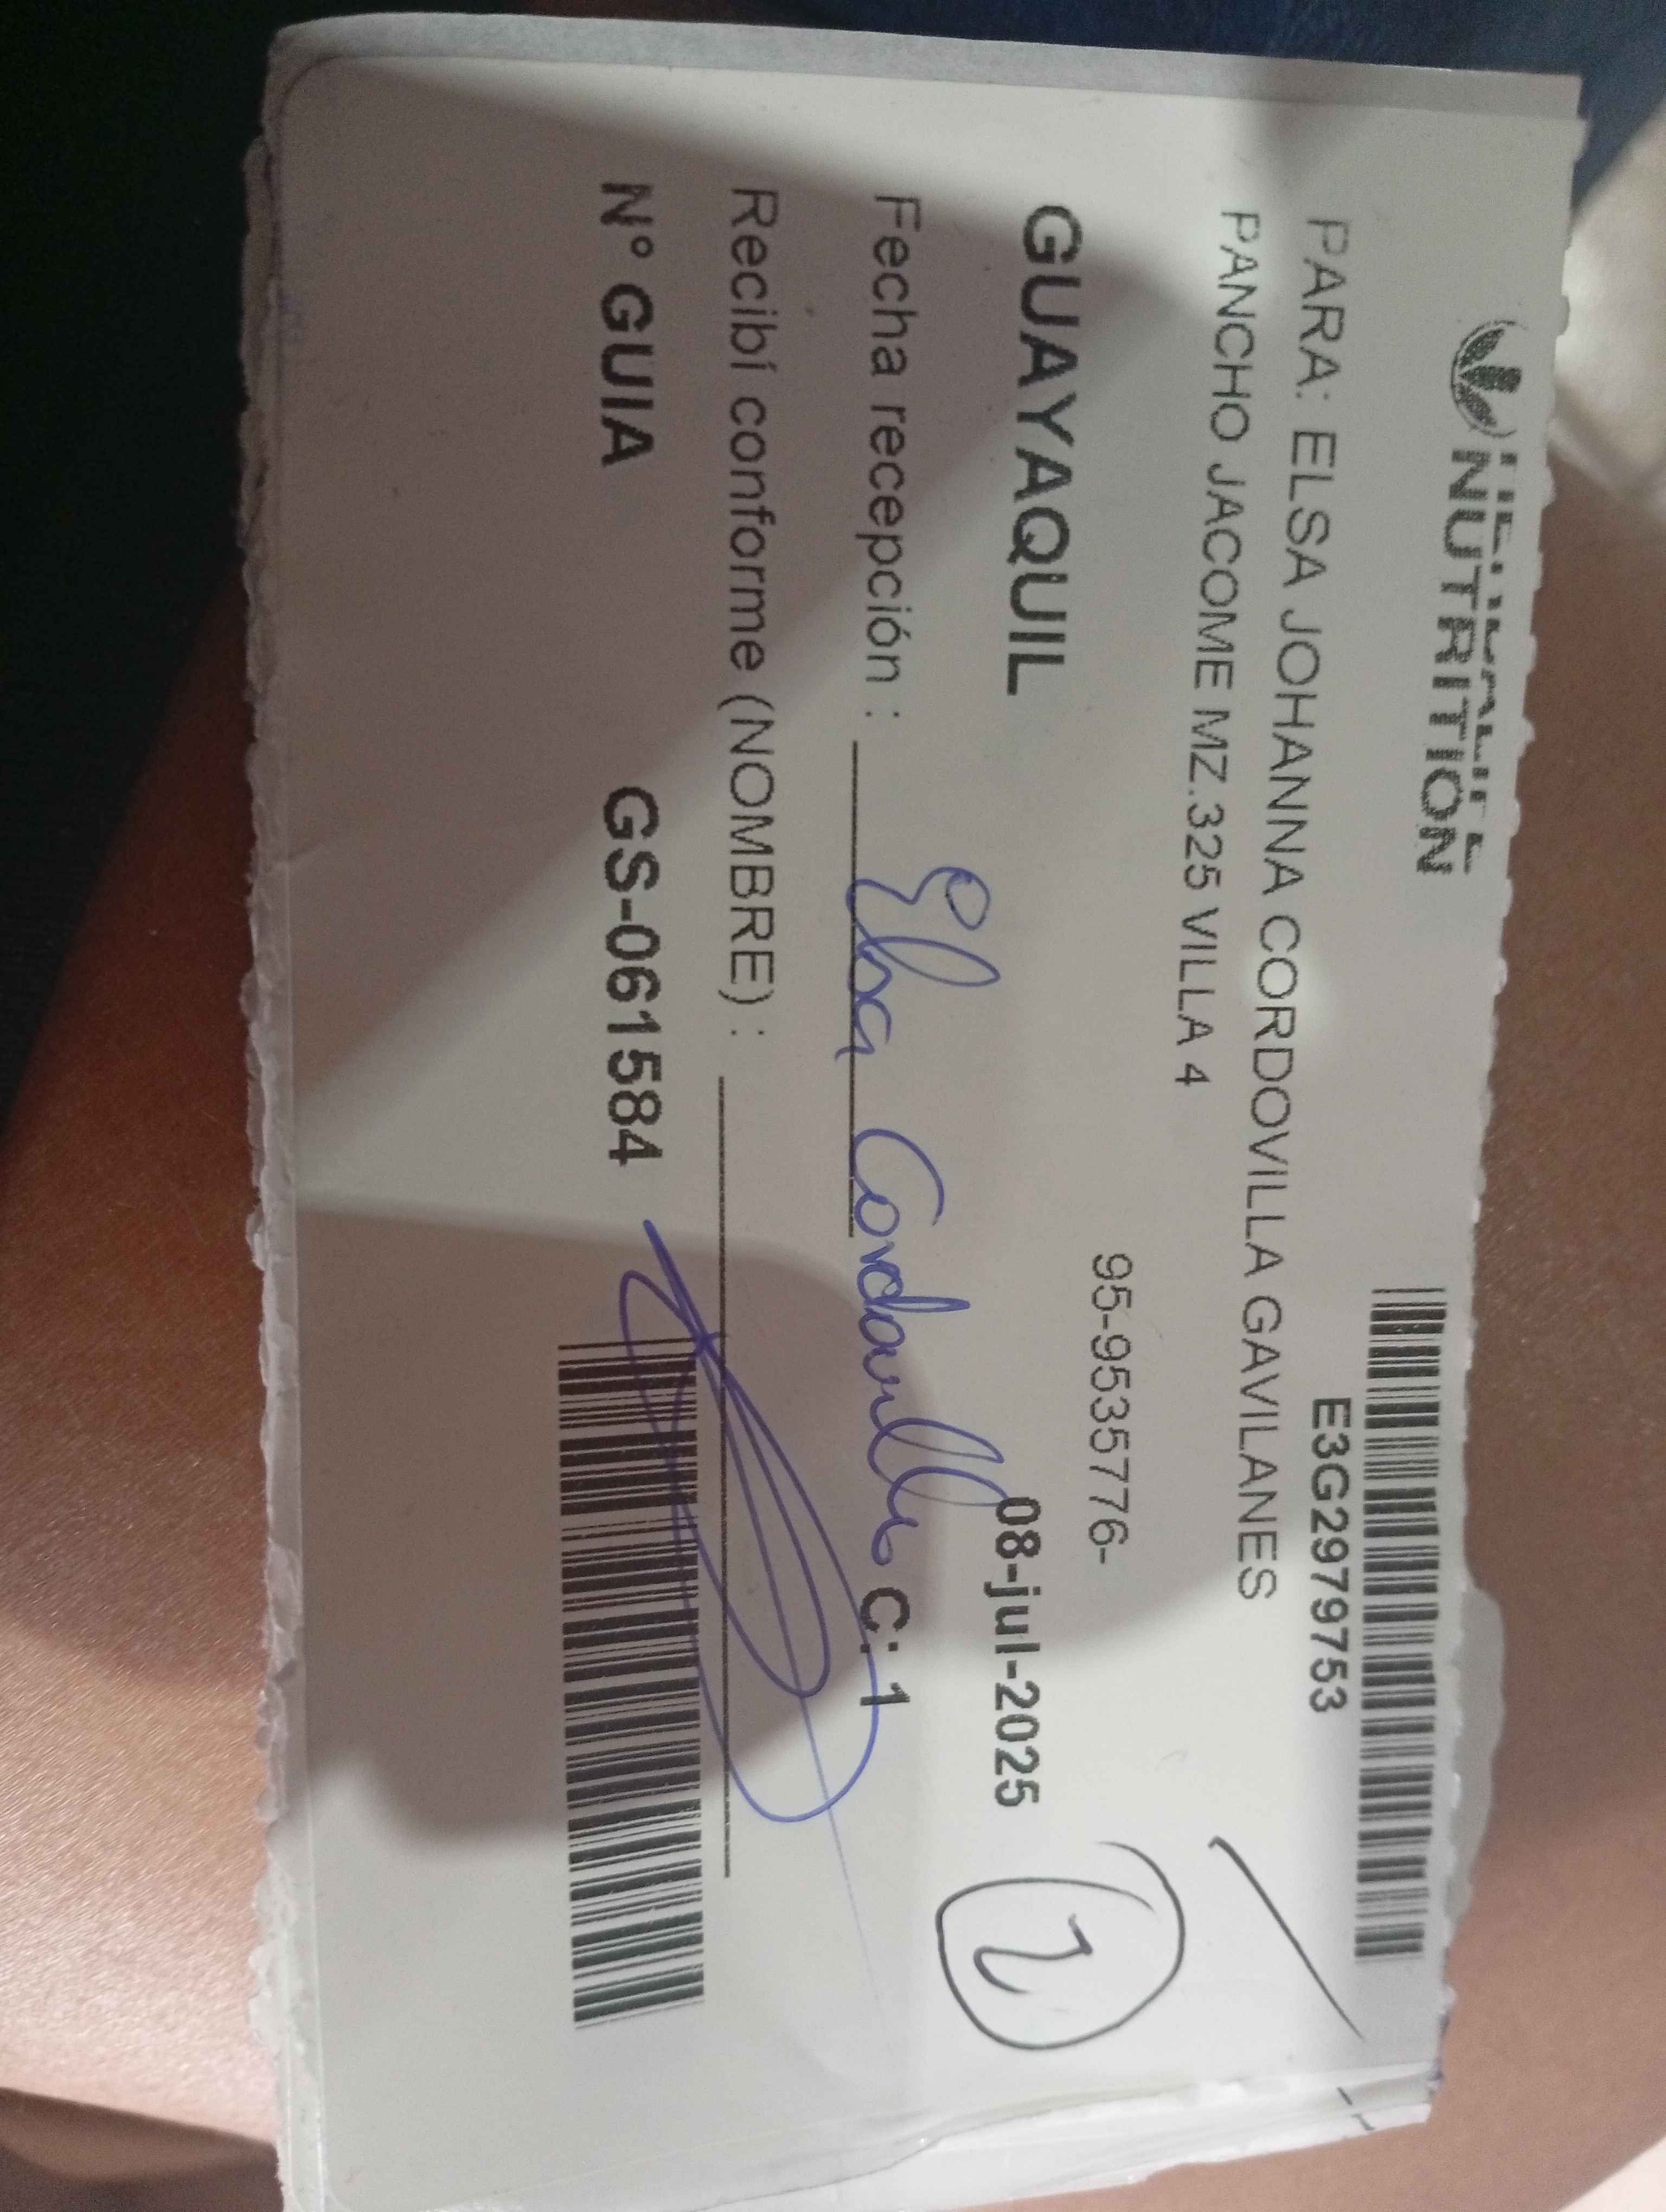 NUTRITION
E3G2979753
PARA: ELSA JOHANNA CORDOVILLA GAVILANES
PANCHO JACOME MZ.325 VILLA 4
95-9535776-
GUAYAQUIL 08-jul-2025
2
Fecha recepción : Elsa Cordovilla C: 1
Recibí conforme (NOMBRE) :
N° GUIA GS-061584